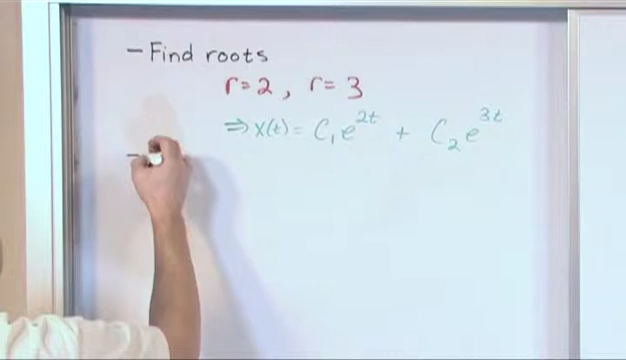 - Find roots
r=2, r=3
⇒ x(t) = C₁e^{2t} + C₂e^{3t}
-